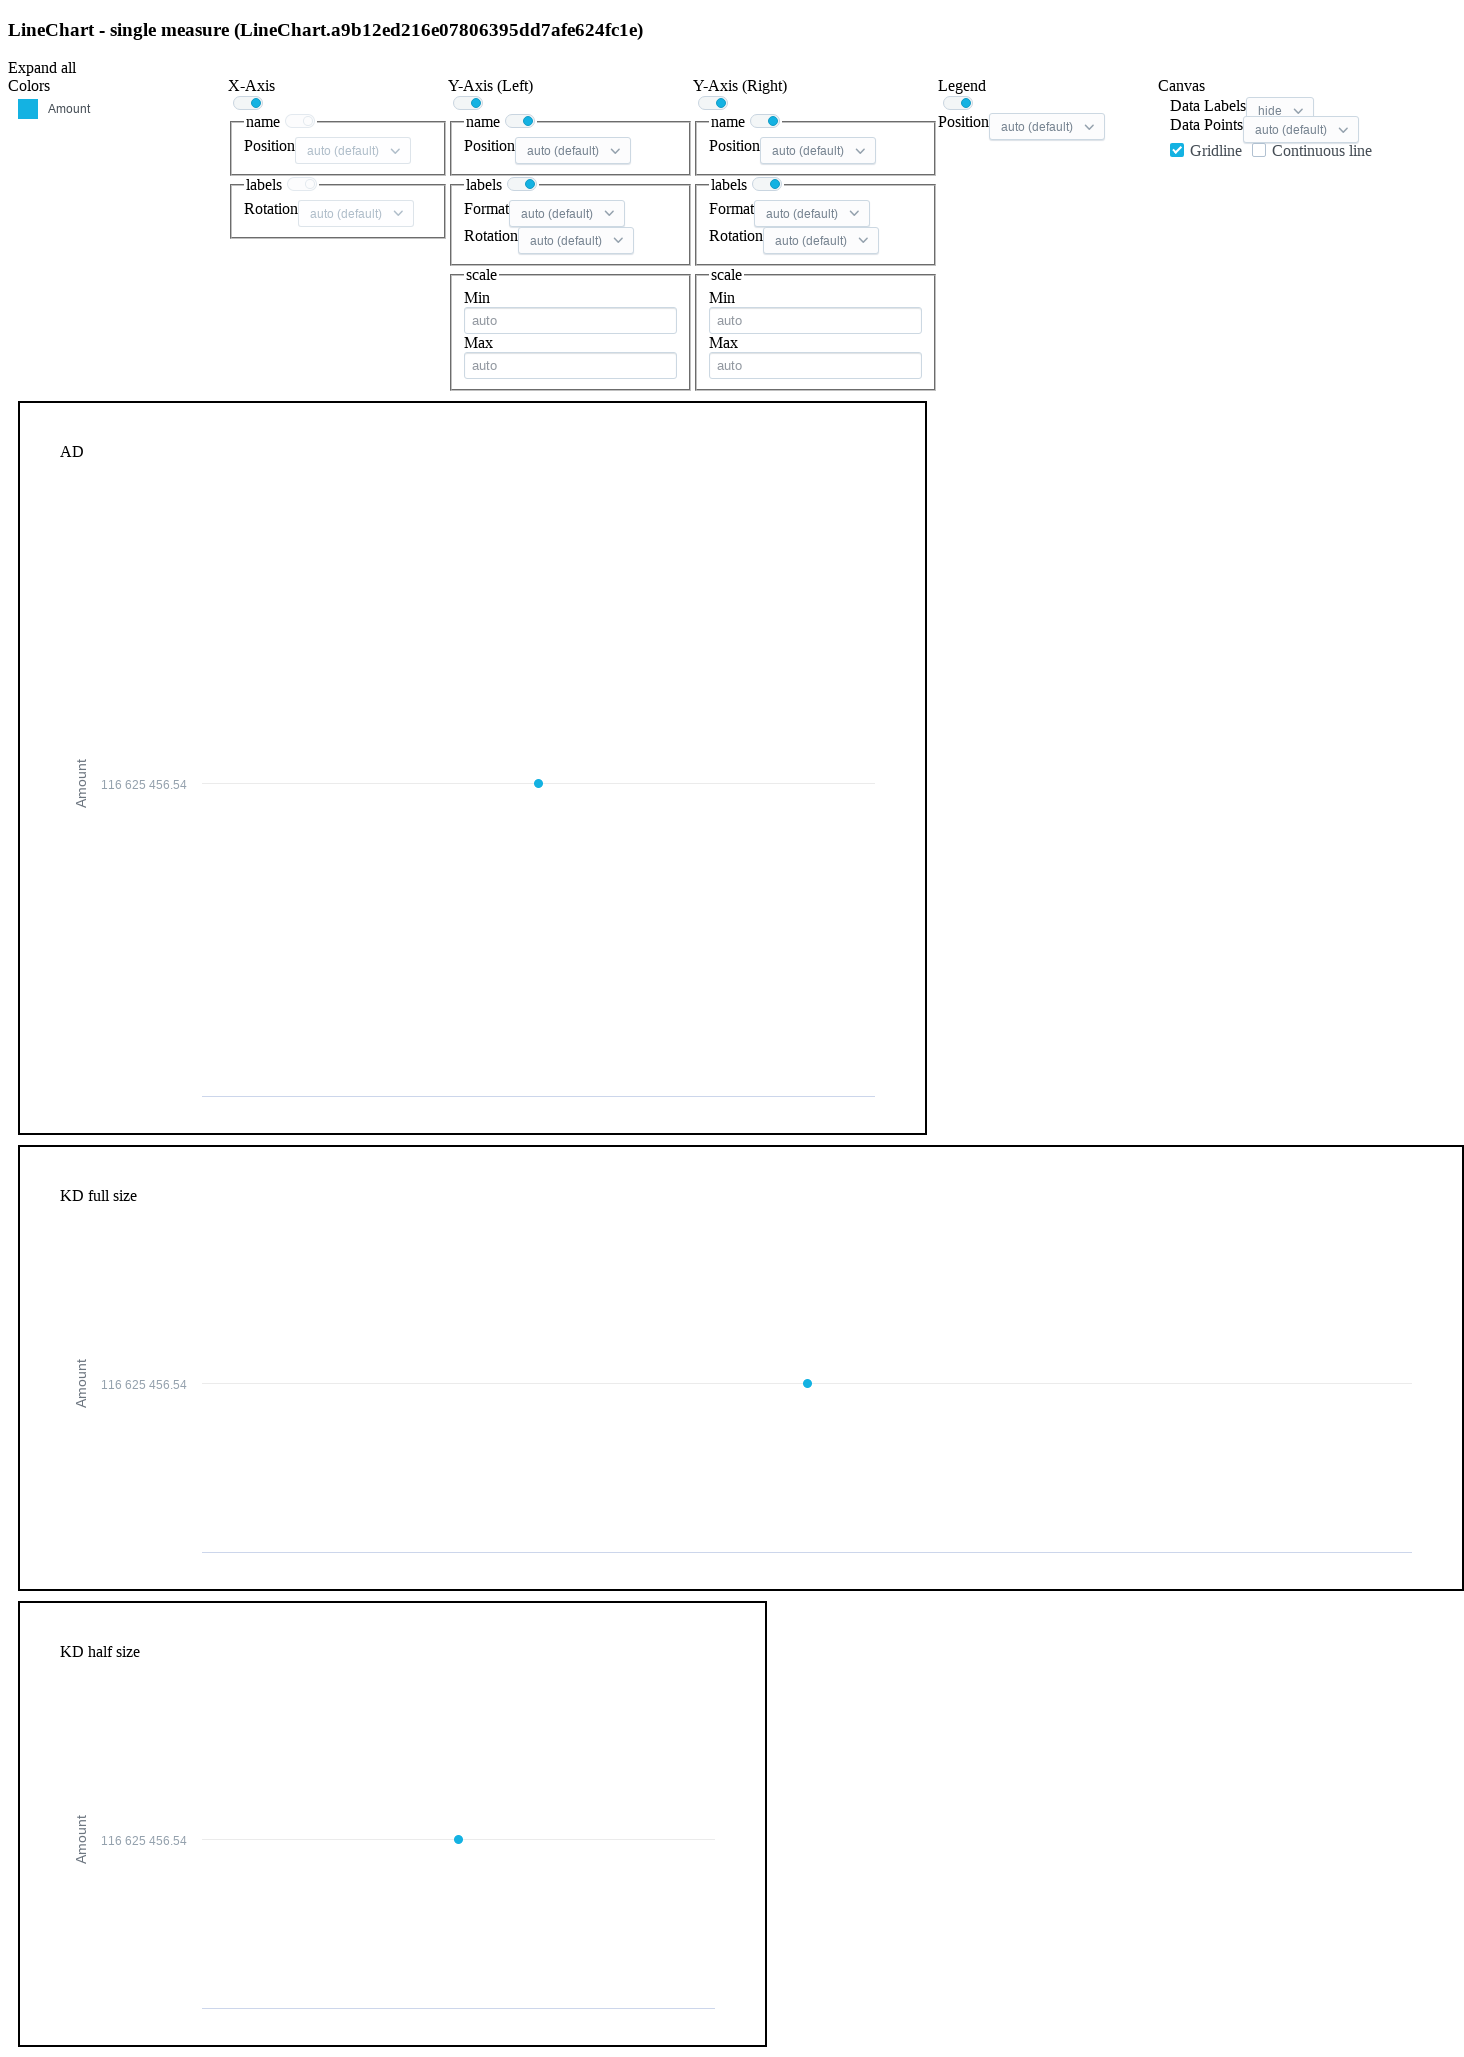 LineChart - single measure (LineChart.a9b12ed216e07806395dd7afe624fc1e)
Expand all
Colors
Amount
X-Axis
name
Position auto (default)
labels
Rotation auto (default)
Y-Axis (Left)
name
Position auto (default)
labels
Format auto (default)
Rotation auto (default)
scale
Min
auto
Max
auto
Y-Axis (Right)
name
Position auto (default)
labels
Format auto (default)
Rotation auto (default)
scale
Min
auto
Max
auto
Legend
Position auto (default)
Canvas
Data Labels hide
Data Points auto (default)
Gridline Continuous line
AD
Amount
116 625 456.54
KD full size
Amount
116 625 456.54
KD half size
Amount
116 625 456.54